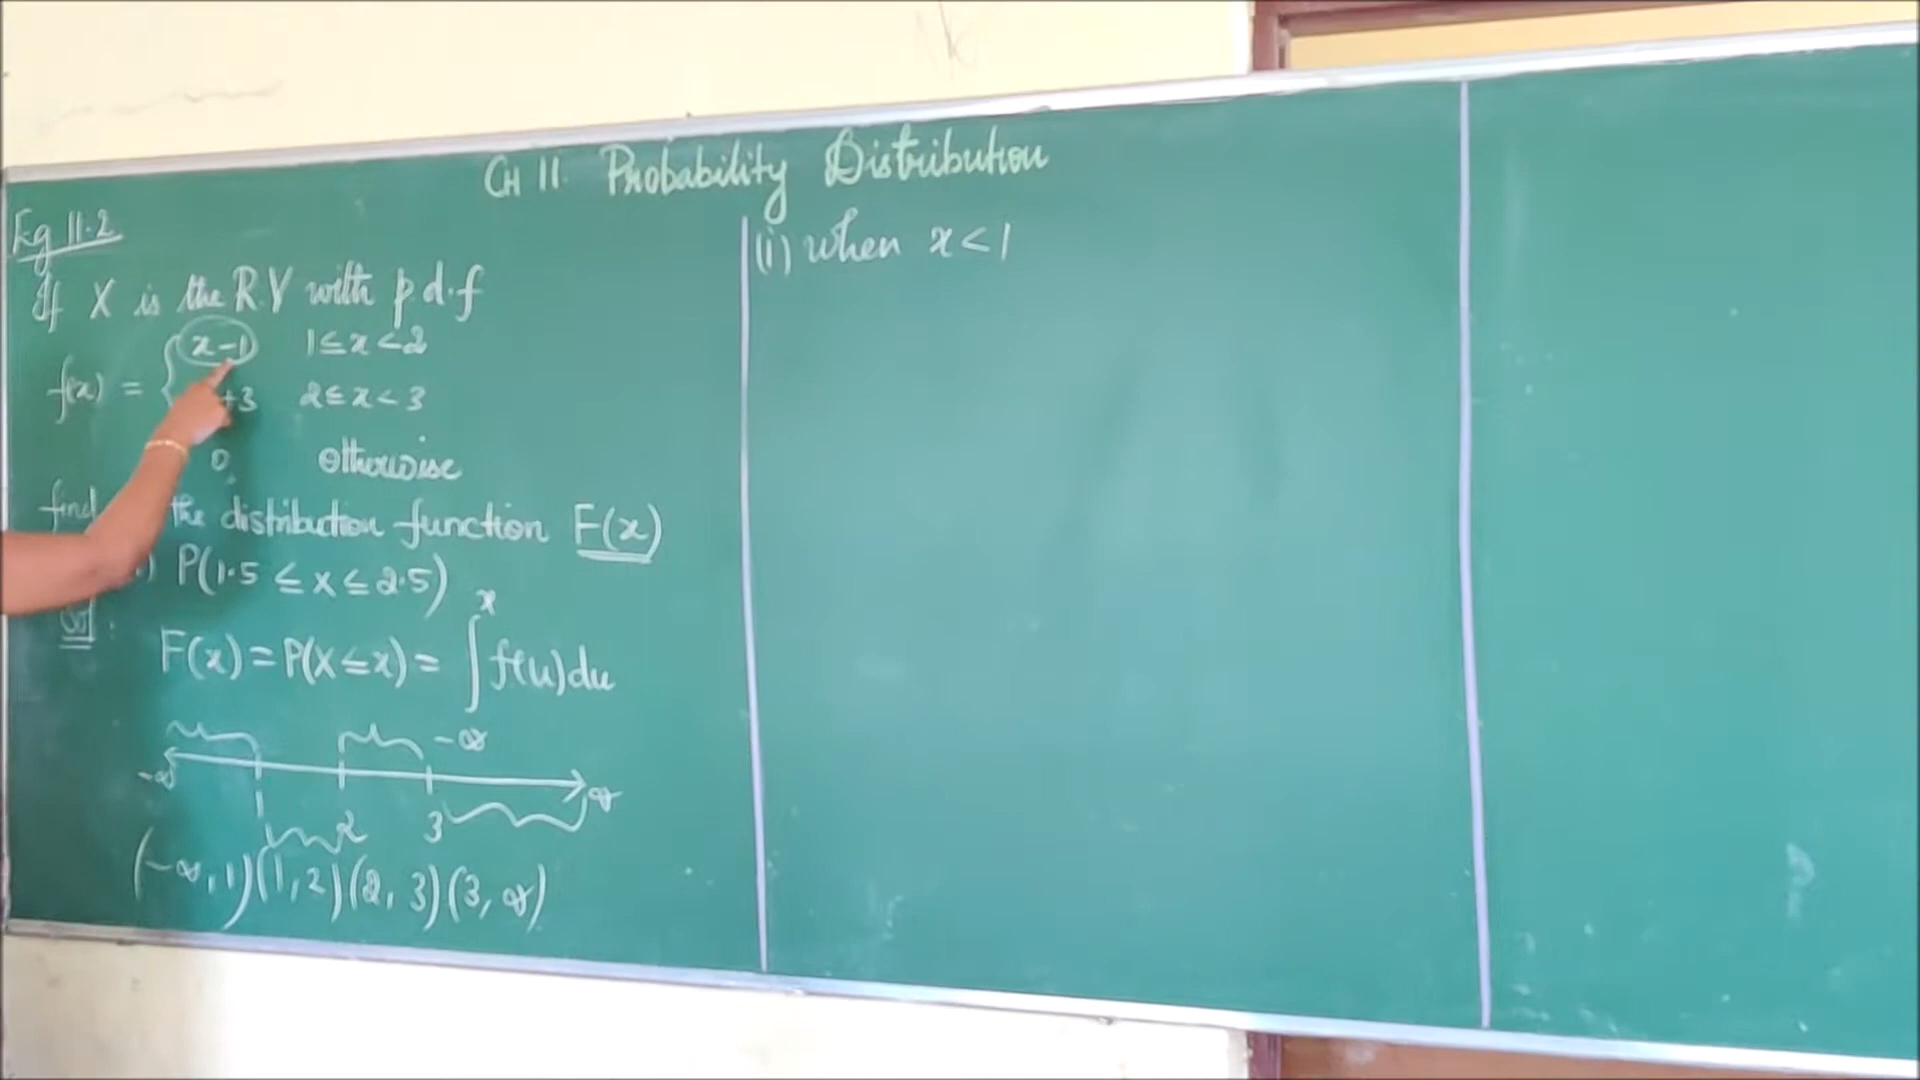 CH 11. Probability Distribution
Eg 11.2
If X is the R.V with p.d.f
f(x) = { x-1 1≤x<2
+3 2≤x<3
0, otherwise
find the distribution function F(x)
.) P(1.5 ≤ x ≤ 2.5)
Sol :
F(x) = P(X≤x) = ∫ f(u)du
x
-∞
-∞ 1 2 3 ∞
(-∞,1)(1,2)(2,3)(3,∞)
(i) when x<1